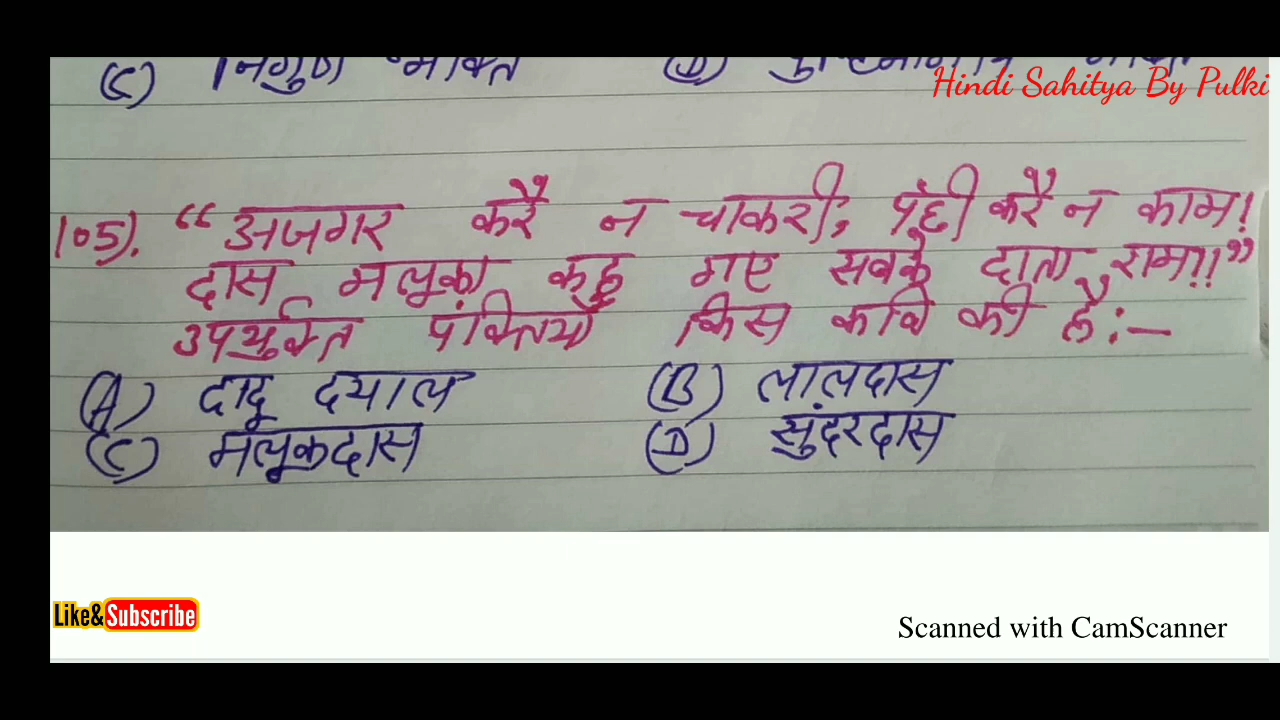 (C) निर्गुण भक्ति (D)
Hindi Sahitya By Pulki
105). “अजगर करै न चाकरी, पंछी करै न काम!
दास मलूका कह गए सबके दाता राम!!”
उपर्युक्त पंक्तियाँ किस कवि की है:-
(A) दादू दयाल (B) लालदास
(C) मलूकदास (D) सुंदरदास
Like& Subscribe
Scanned with CamScanner